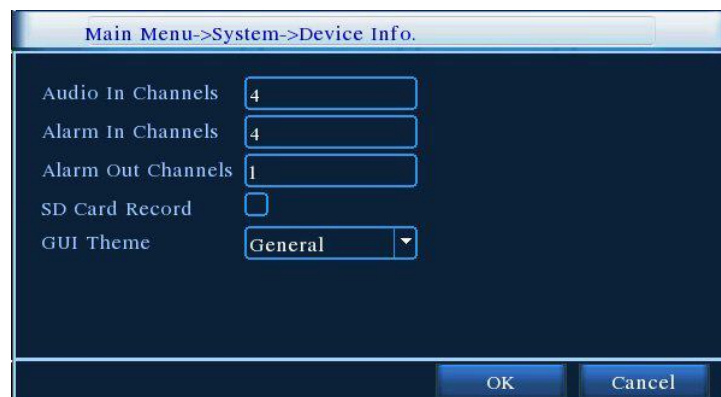 Main Menu->System->Device Info.
Audio In Channels 4
Alarm In Channels 4
Alarm Out Channels 1
SD Card Record
GUI Theme General
OK Cancel